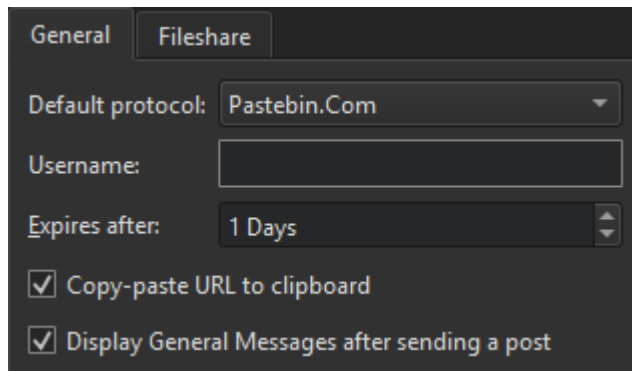 General Fileshare
Default protocol: Pastebin.Com
Username:
Expires after: 1 Days
Copy-paste URL to clipboard
Display General Messages after sending a post